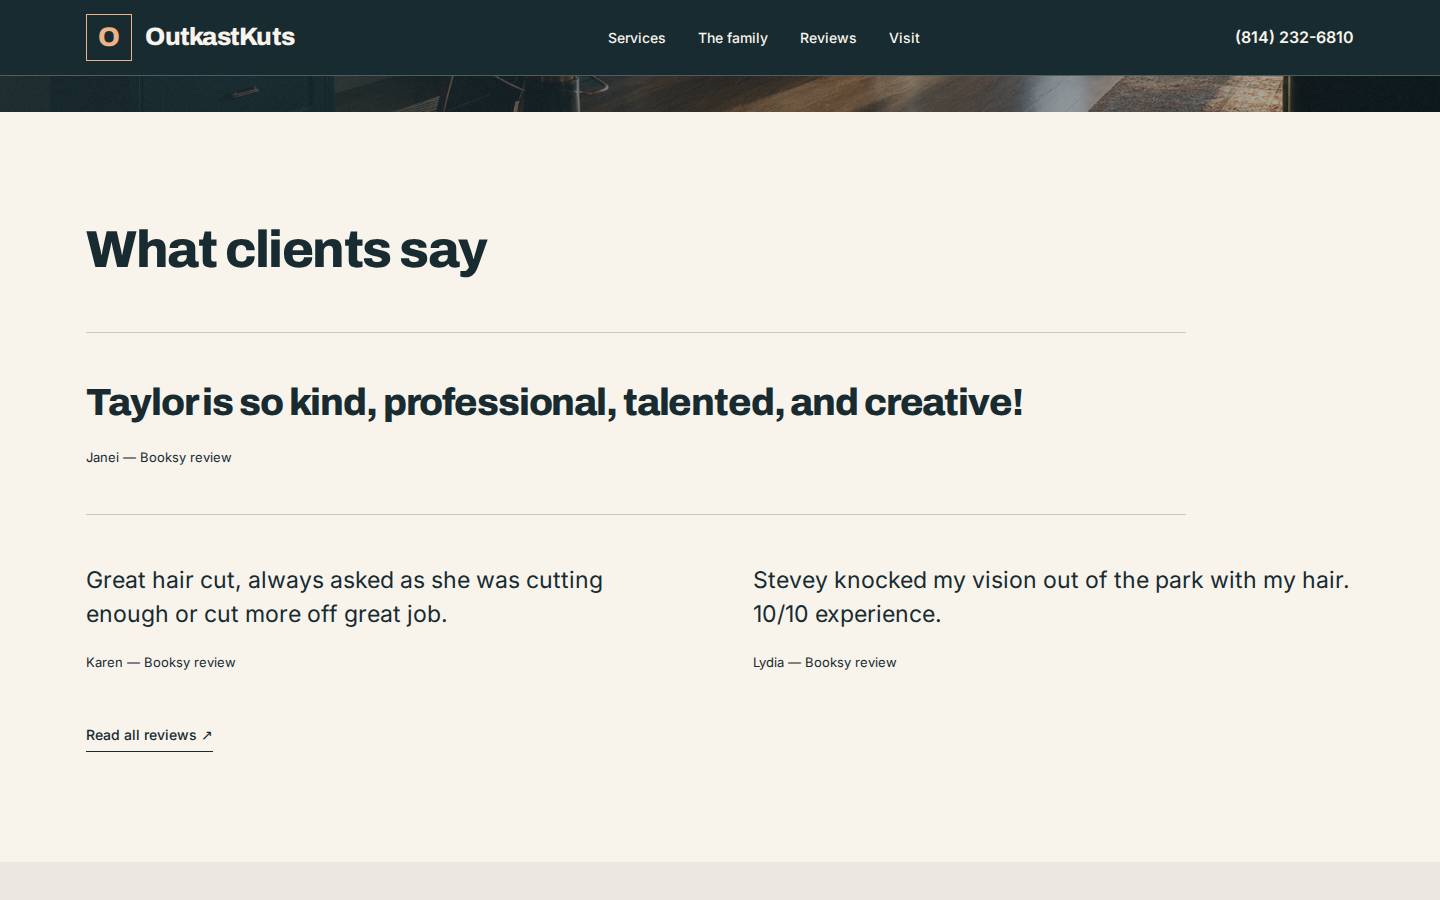 O OutkastKuts
Services The family Reviews Visit
(814) 232-6810
What clients say
Taylor is so kind, professional, talented, and creative!
Janei — Booksy review
Great hair cut, always asked as she was cutting
enough or cut more off great job.
Karen — Booksy review
Stevey knocked my vision out of the park with my hair.
10/10 experience.
Lydia — Booksy review
Read all reviews ↗